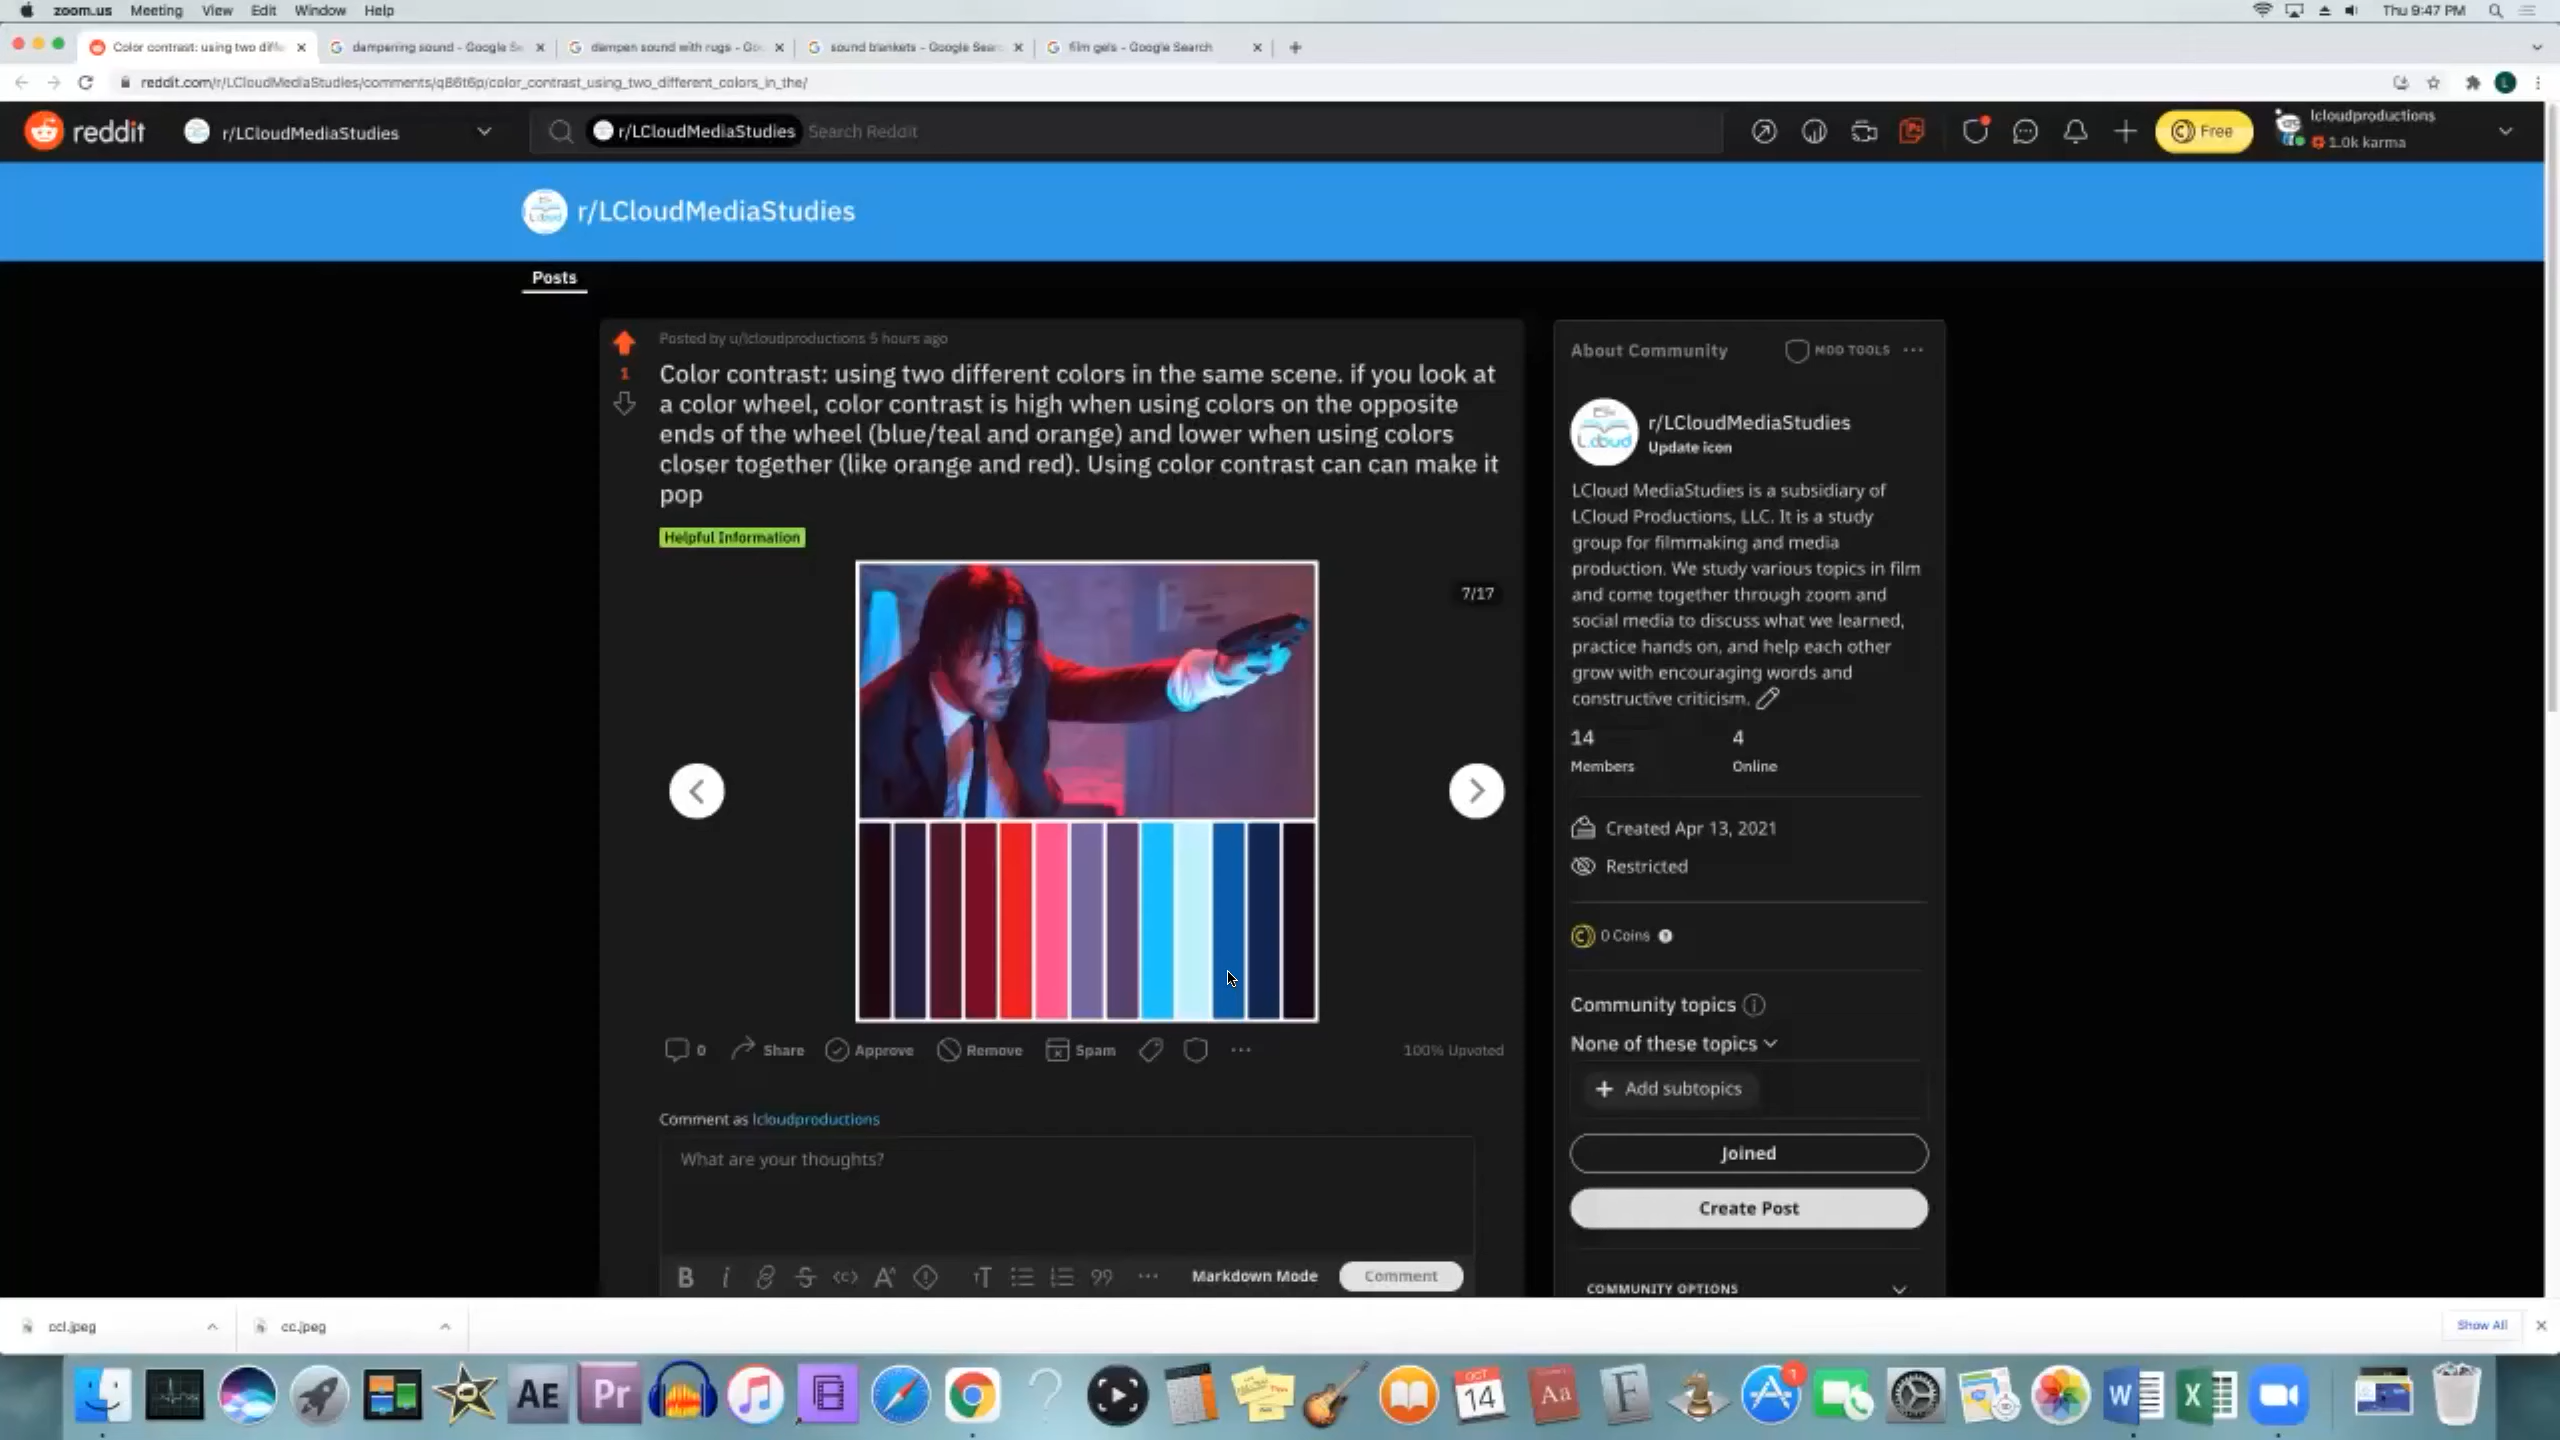 zoom.us Meeting View Edit Window Help Thu 9:47 PM
Color contrast: using two diffe dampening sound - Google Se dampen sound with rugs - Go sound blankets - Google Sear film gels - Google Search
reddit.com/r/LCloudMediaStudies/comments/q86t6p/color_contrast_using_two_different_colors_in_the/
reddit r/LCloudMediaStudies r/LCloudMediaStudies Search Reddit Free lcloudproductions
1.0k karma
r/LCloudMediaStudies
Posts
Posted by u/lcloudproductions 5 hours ago
1
Color contrast: using two different colors in the same scene. if you look at
a color wheel, color contrast is high when using colors on the opposite
ends of the wheel (blue/teal and orange) and lower when using colors
closer together (like orange and red). Using color contrast can can make it
pop
Helpful Information
7/17
0 Share Approve Remove Spam 100% Upvoted
Comment as lcloudproductions
What are your thoughts?
B i 99 Markdown Mode Comment
About Community MOD TOOLS
r/LCloudMediaStudies
Update icon
LCloud MediaStudies is a subsidiary of
LCloud Productions, LLC. It is a study
group for filmmaking and media
production. We study various topics in film
and come together through zoom and
social media to discuss what we learned,
practice hands on, and help each other
grow with encouraging words and
constructive criticism.
14 4
Members Online
Created Apr 13, 2021
Restricted
0 Coins
Community topics
None of these topics
Add subtopics
Joined
Create Post
COMMUNITY OPTIONS
ccl.jpeg cc.jpeg Show All
AE Pr OCT 14 Aa F 1 W X